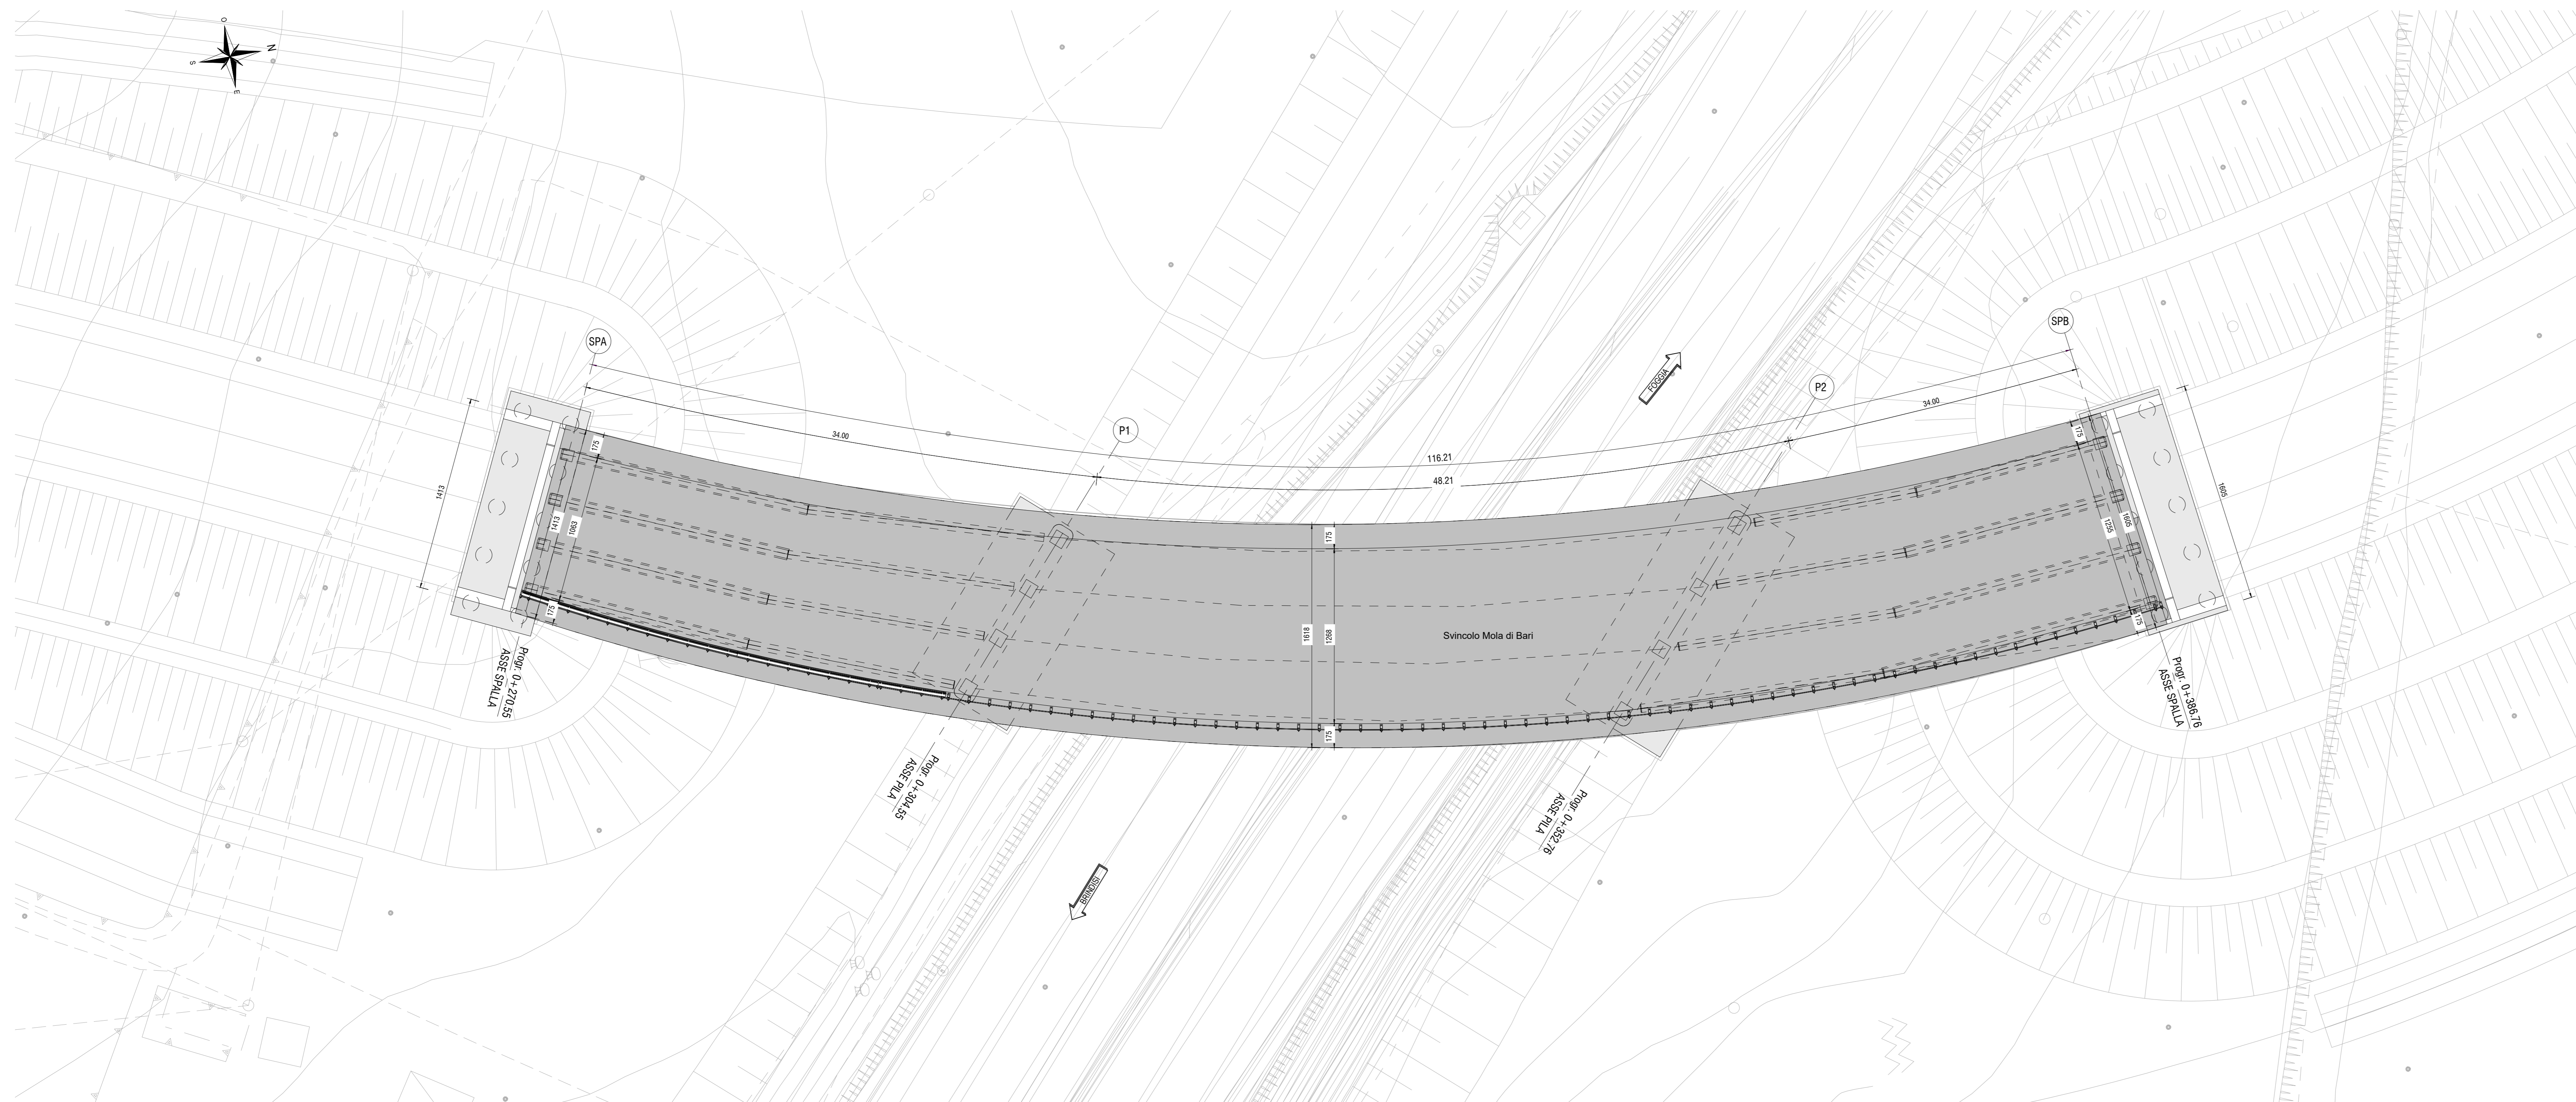 O
N
S
E
SPA
SPB
P1
P2
FOGGIA
34.00
34.00
116.21
48.21
1413
175
1413
1063
175
175
1618
1268
175
Svincolo Mola di Bari
175
1255
1605
175
1605
Progr. 0+270.55
ASSE SPALLA
Progr. 0+304.55
ASSE PILA
Progr. 0+352.76
ASSE PILA
Progr. 0+386.76
ASSE SPALLA
BRINDISI